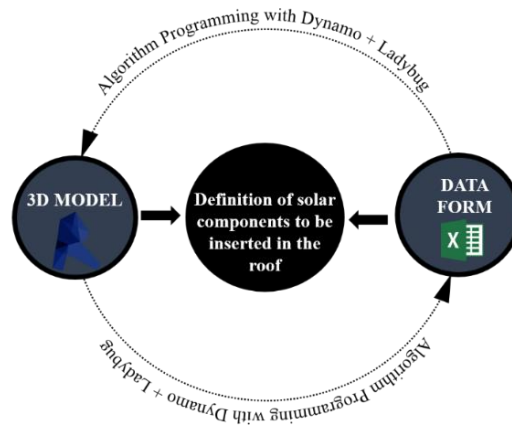 Algorithm Programming with Dynamo + Ladybug
3D MODEL
Definition of solar
components to be
inserted in the
roof
DATA
FORM
X
Algorithm Programming with Dynamo + Ladybug